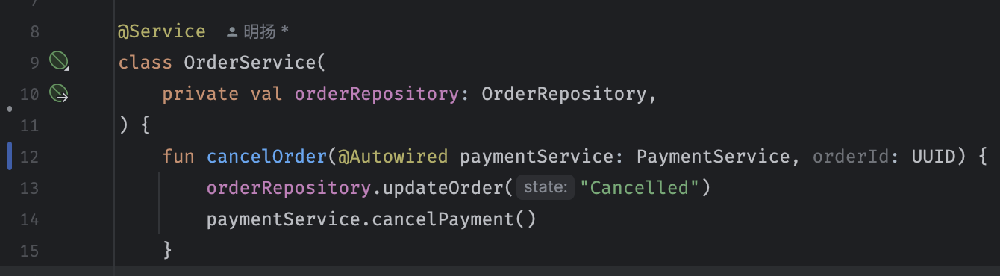 7
8 @Service 明扬 *
9 class OrderService(
10 private val orderRepository: OrderRepository,
11 ) {
12 fun cancelOrder(@Autowired paymentService: PaymentService, orderId: UUID) {
13 orderRepository.updateOrder( state: "Cancelled")
14 paymentService.cancelPayment()
15 }